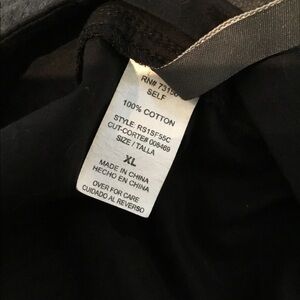 SELF
100% COTTON
STYLE RS1SF55C
CUT-CORTE# 008469
SIZE / TALLA
XL
MADE IN CHINA
HECHO EN CHINA
OVER FOR CARE
CUIDADO AL REVERSO